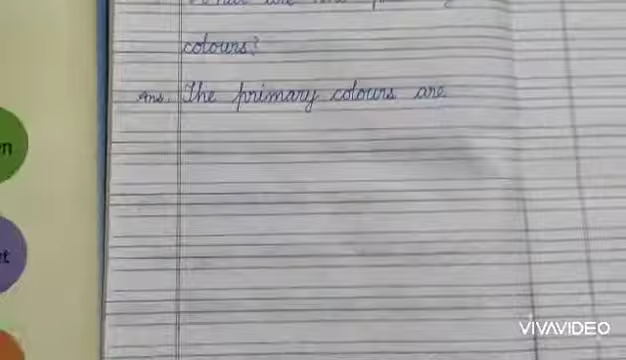 colours?
Ans. The primary colours are
n
t
VIVAVIDEO